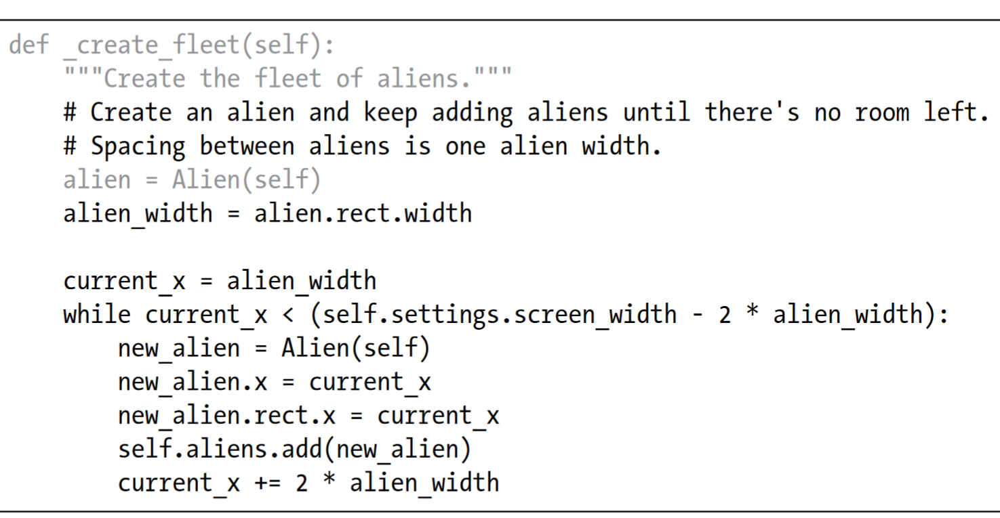 def _create_fleet(self):
    """Create the fleet of aliens."""
    # Create an alien and keep adding aliens until there's no room left.
    # Spacing between aliens is one alien width.
    alien = Alien(self)
    alien_width = alien.rect.width

    current_x = alien_width
    while current_x < (self.settings.screen_width - 2 * alien_width):
        new_alien = Alien(self)
        new_alien.x = current_x
        new_alien.rect.x = current_x
        self.aliens.add(new_alien)
        current_x += 2 * alien_width